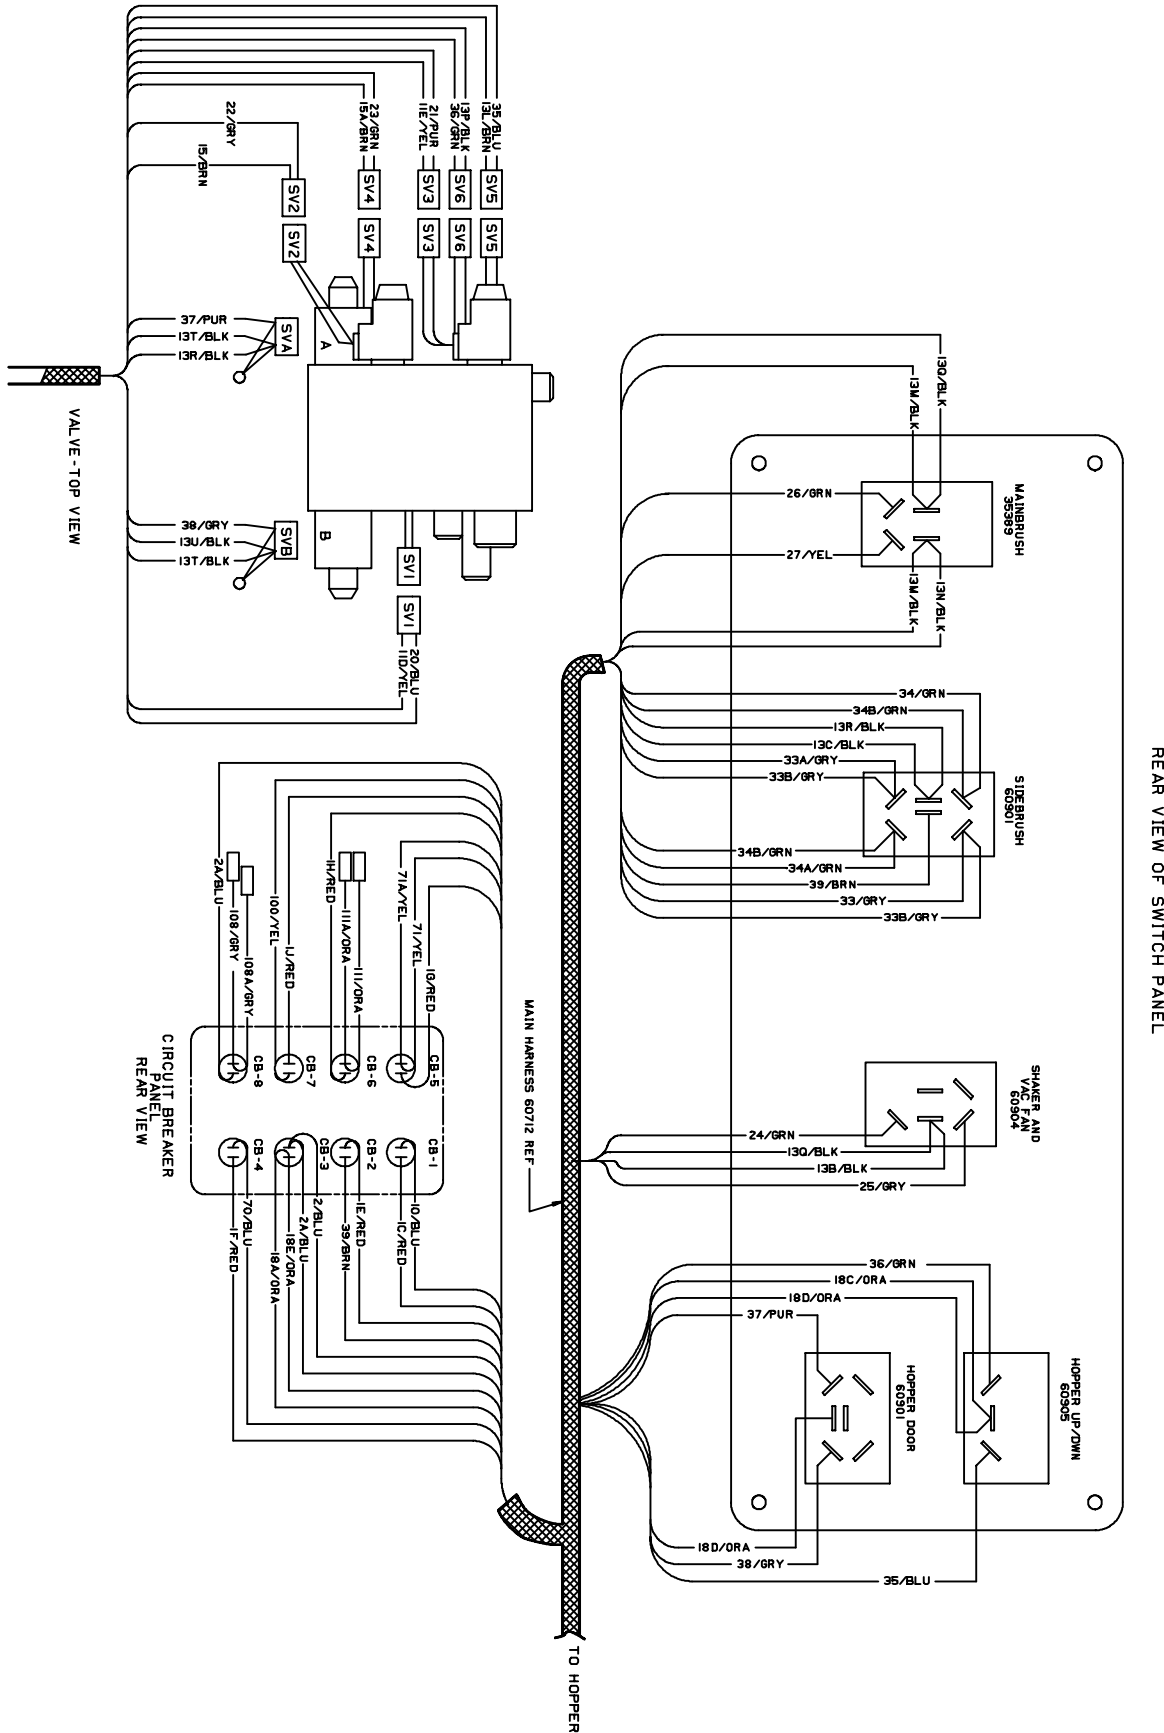 REAR VIEW OF SWITCH PANEL
MAINBRUSH
35389
13Q/BLK
13M/BLK
26/GRN
27/YEL
13M/BLK
13N/BLK
SIDEBRUSH
60901
34/GRN
34B/GRN
13R/BLK
13C/BLK
33A/GRY
33B/GRY
34B/GRN
34A/GRN
39/BRN
33/GRY
33B/GRY
SHAKER AND
VAC FAN
60904
24/GRN
13Q/BLK
13B/BLK
25/GRY
HOPPER UP/DWN
60905
HOPPER DOOR
60901
36/GRN
18C/ORA
18D/ORA
37/PUR
18D/ORA
38/GRY
35/BLU
MAIN HARNESS 60712 REF
TO HOPPER
35/BLU
13L/BRN
13P/BLK
36/GRN
21/PUR
11E/YEL
23/GRN
15A/BRN
22/GRY
15/BRN
SV5
SV6
SV3
SV4
SV2
SV5
SV6
SV3
SV4
SV2
A
B
SVA
37/PUR
13T/BLK
13R/BLK
SVB
38/GRY
13U/BLK
13T/BLK
SV1
SV1
20/BLU
11D/YEL
VALVE-TOP VIEW
1G/RED
71/YEL
71A/YEL
111/ORA
111A/ORA
1H/RED
1J/RED
100/YEL
108A/GRY
108/GRY
2A/BLU
CB-5
CB-6
CB-7
CB-8
CB-1
CB-2
CB-3
CB-4
10/BLU
1C/RED
1E/RED
39/BRN
2/BLU
2A/BLU
18E/ORA
18A/ORA
70/BLU
1F/RED
CIRCUIT BREAKER
PANEL
REAR VIEW